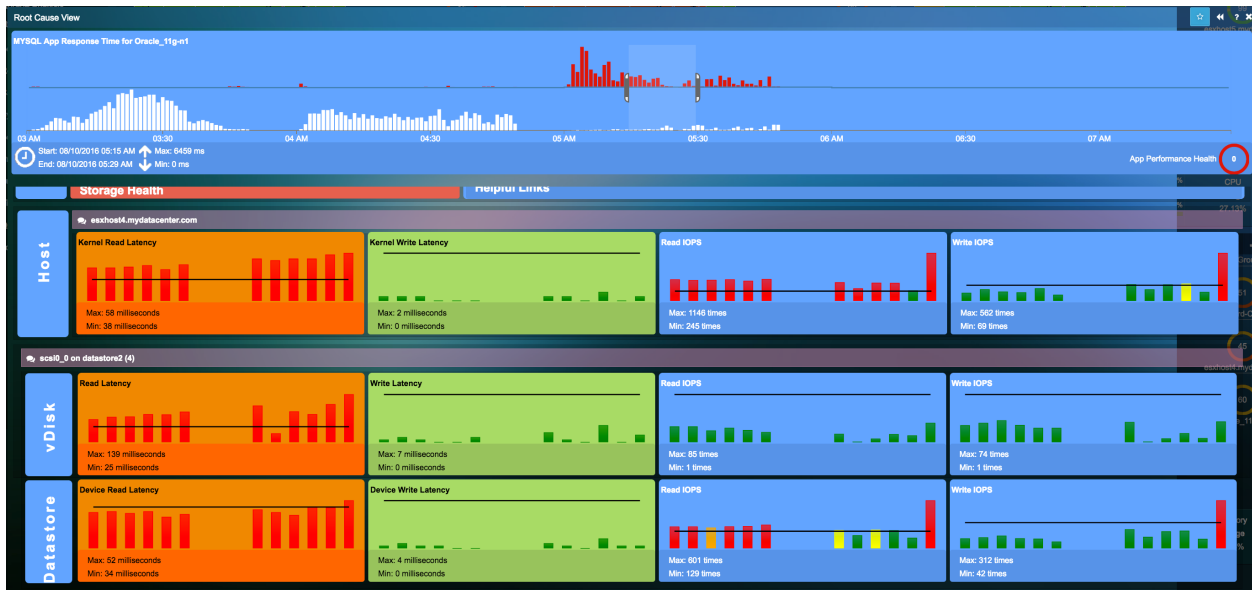 Root Cause View
?
MYSQL App Response Time for Oracle_11g-n1
03 AM 03:30 04 AM 04:30 05 AM 05:30 06 AM 06:30 07 AM
Start: 08/10/2016 05:15 AM Max: 6459 ms
End: 08/10/2016 05:29 AM Min: 0 ms
App Performance Health 0
Storage Health Helpful Links
% CPU
% 27.13%
Host
esxhost4.mydatacenter.com
Kernel Read Latency
Max: 58 milliseconds
Min: 38 milliseconds
Kernel Write Latency
Max: 2 milliseconds
Min: 0 milliseconds
Read IOPS
Max: 1146 times
Min: 245 times
Write IOPS
Max: 562 times
Min: 69 times
scsi0_0 on datastore2 (4)
45
vDisk
Read Latency
Max: 139 milliseconds
Min: 25 milliseconds
Write Latency
Max: 7 milliseconds
Min: 0 milliseconds
Read IOPS
Max: 85 times
Min: 1 times
Write IOPS
Max: 74 times
Min: 1 times
60
Datastore
Device Read Latency
Max: 52 milliseconds
Min: 34 milliseconds
Device Write Latency
Max: 4 milliseconds
Min: 0 milliseconds
Read IOPS
Max: 601 times
Min: 129 times
Write IOPS
Max: 312 times
Min: 42 times